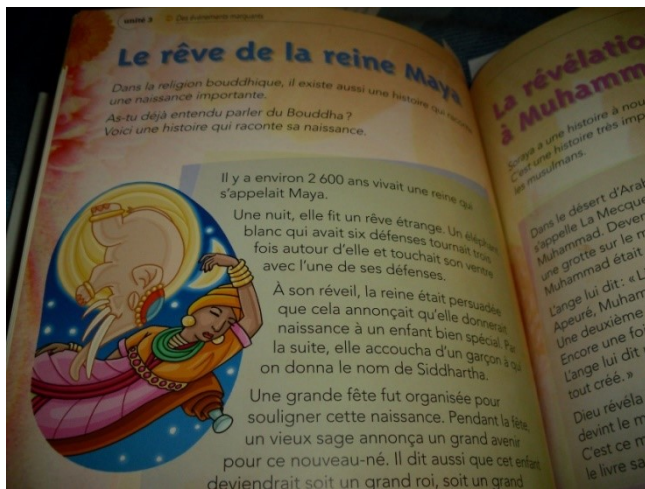 unité 3 Des événements marquants
Le rêve de la reine Maya
Dans la religion bouddhique, il existe aussi une histoire qui raconte
une naissance importante.
As-tu déjà entendu parler du Bouddha ?
Voici une histoire qui raconte sa naissance.
Il y a environ 2 600 ans vivait une reine qui
s'appelait Maya.
Une nuit, elle fit un rêve étrange. Un éléphant
blanc qui avait six défenses tournait trois
fois autour d'elle et touchait son ventre
avec l'une de ses défenses.
À son réveil, la reine était persuadée
que cela annonçait qu'elle donnerait
naissance à un enfant bien spécial. Par
la suite, elle accoucha d'un garçon à qui
on donna le nom de Siddhartha.
Une grande fête fut organisée pour
souligner cette naissance. Pendant la fête,
un vieux sage annonça un grand avenir
pour ce nouveau-né. Il dit aussi que cet enfant
deviendrait soit un grand roi, soit un grand
La révélatio
à Muhamm
Soraya a une histoire à nou
C'est une histoire très imp
les musulmans.
Dans le désert d'Arab
s'appelle La Mecque
Muhammad. Deven
une grotte sur le m
Muhammad était
L'ange lui dit : « L
Apeuré, Muham
Une deuxième
Encore une foi
L'ange lui dit
tout créé. »
Dieu révéla
devint le m
C'est ce m
le livre sa